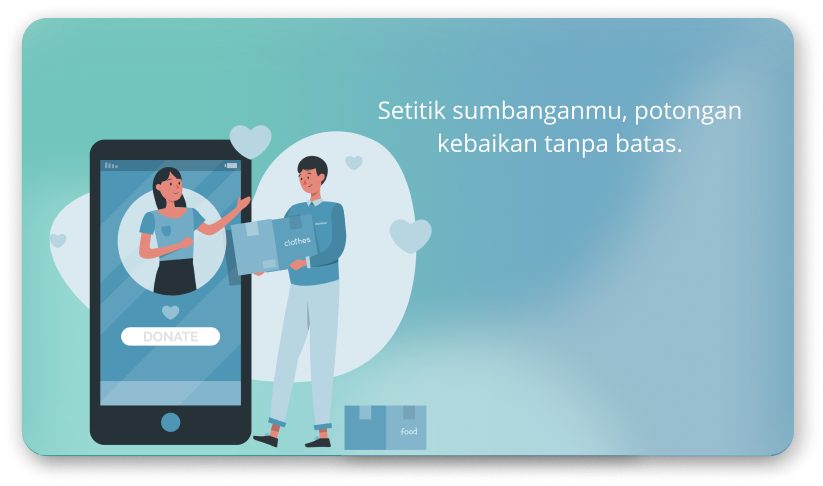 Setitik sumbanganmu, potongan
kebaikan tanpa batas.
clothes
DONATE
food